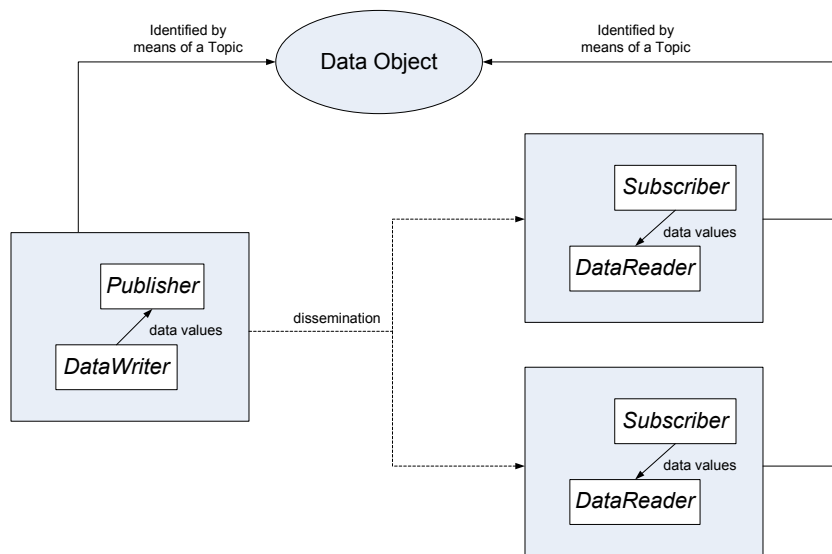 Identified by
means of a Topic
Data Object
Identified by
means of a Topic
Publisher
data values
DataWriter
dissemination
Subscriber
data values
DataReader
Subscriber
data values
DataReader